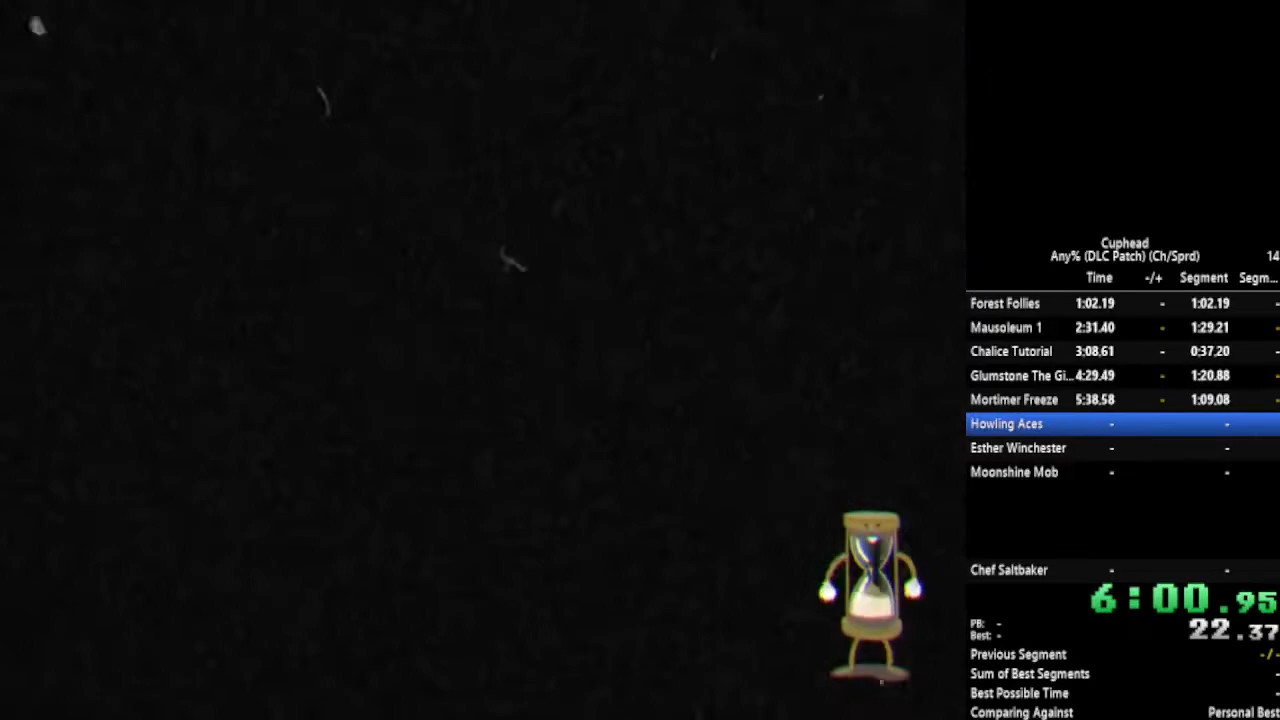 Cuphead
Any% (DLC Patch) (Ch/Sprd) 14
Time -/+ Segment Segm...
Forest Follies 1:02.19 - 1:02.19 -
Mausoleum 1 2:31.40 - 1:29.21 -
Chalice Tutorial 3:08.61 - 0:37.20 -
Glumstone The Gi... 4:29.49 - 1:20.88 -
Mortimer Freeze 5:38.58 - 1:09.08 -
Howling Aces - -
Esther Winchester - -
Moonshine Mob - -
Chef Saltbaker - -
6:00.95
PB: -
22.37
Best: -
Previous Segment -/-
Sum of Best Segments -
Best Possible Time -
Comparing Against Personal Best